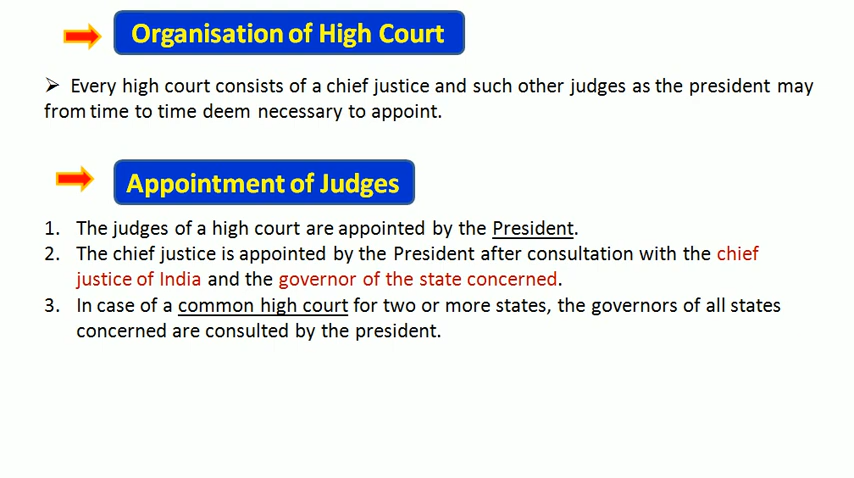 Organisation of High Court
➢ Every high court consists of a chief justice and such other judges as the president may
from time to time deem necessary to appoint.
Appointment of Judges
1. The judges of a high court are appointed by the President.
2. The chief justice is appointed by the President after consultation with the chief
justice of India and the governor of the state concerned.
3. In case of a common high court for two or more states, the governors of all states
concerned are consulted by the president.